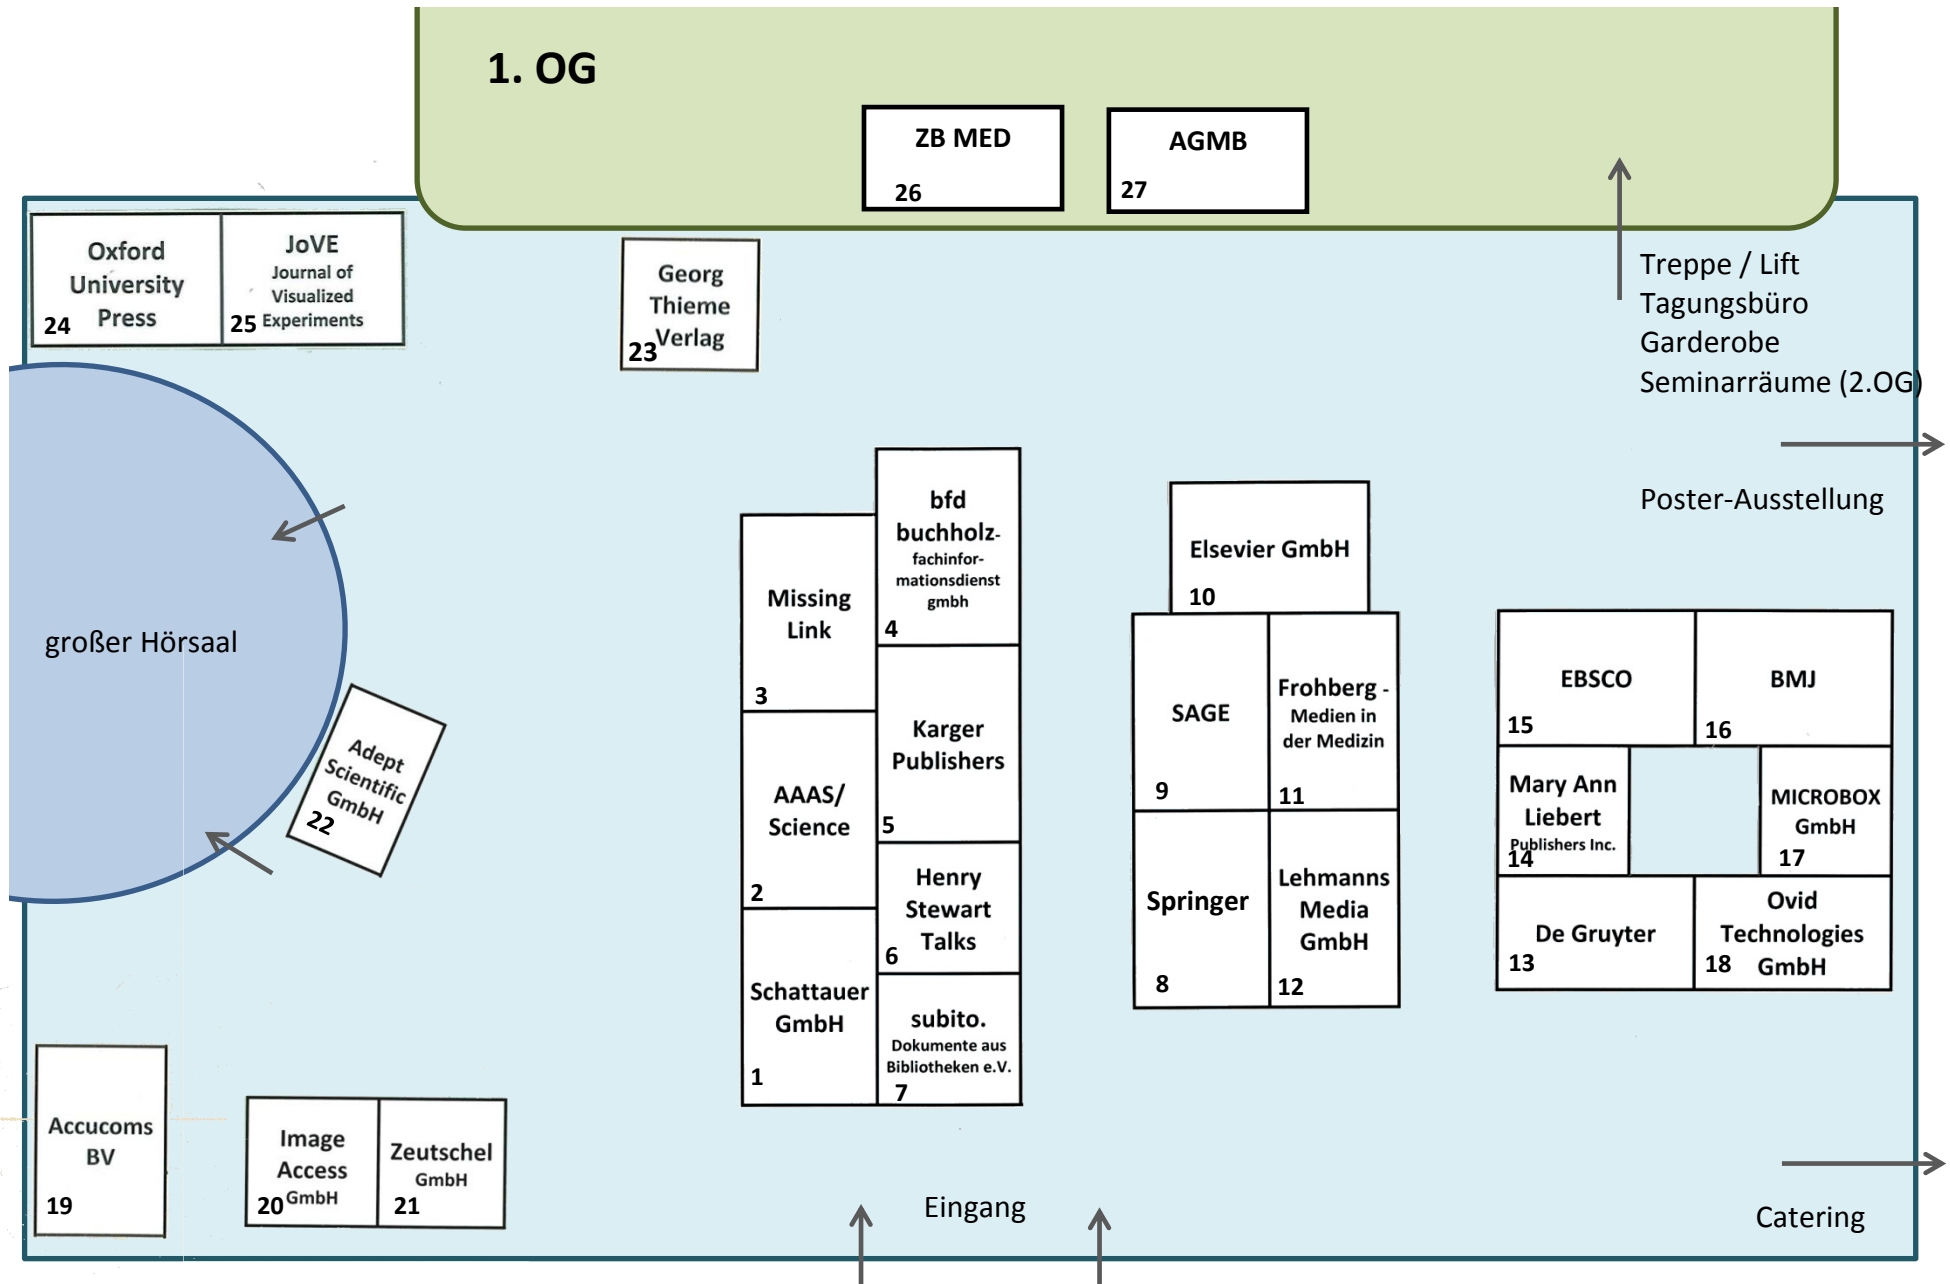 1. OG
ZB MED
26
AGMB
27
Oxford
University
Press
24
JoVE
Journal of
Visualized
Experiments
25
Georg
Thieme
Verlag
23
Treppe / Lift
Tagungsbüro
Garderobe
Seminarräume (2.OG)
Poster-Ausstellung
großer Hörsaal
Adept
Scientific
GmbH
22
Missing
Link
3
bfd
buchholz-
fachinfor-
mationsdienst
gmbh
4
AAAS/
Science
2
Karger
Publishers
5
Henry
Stewart
Talks
6
Schattauer
GmbH
1
subito.
Dokumente aus
Bibliotheken e.V.
7
Elsevier GmbH
10
SAGE
9
Frohberg -
Medien in
der Medizin
11
Springer
8
Lehmanns
Media
GmbH
12
EBSCO
15
BMJ
16
Mary Ann
Liebert
Publishers Inc.
14
MICROBOX
GmbH
17
De Gruyter
13
Ovid
Technologies
GmbH
18
Accucoms
BV
19
Image
Access
GmbH
20
Zeutschel
GmbH
21
Eingang
Catering